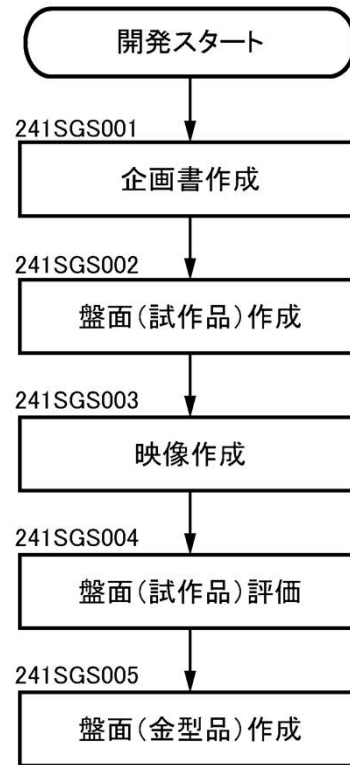 開発スタート
241SGS001
企画書作成
241SGS002
盤面(試作品)作成
241SGS003
映像作成
241SGS004
盤面(試作品)評価
241SGS005
盤面(金型品)作成